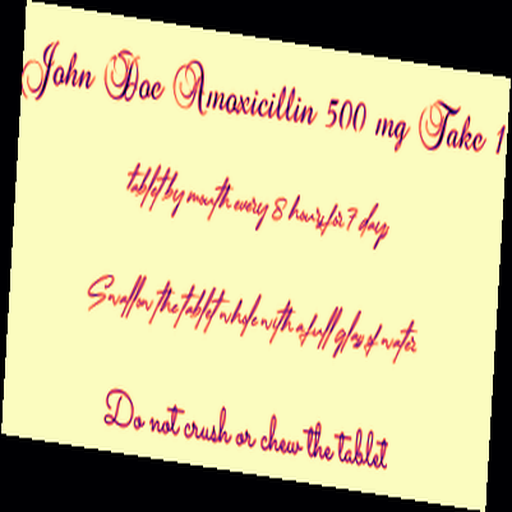 John Doe Amoxicillin 500 mg Take 1
tablet by mouth every 8 hours for 7 days
Swallow the tablet whole with a full glass of water
Do not crush or chew the tablet